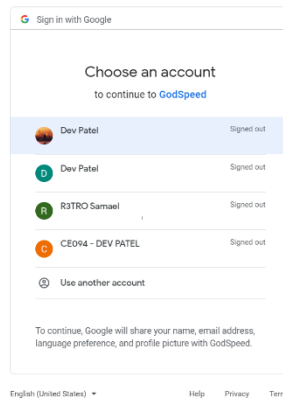 Sign in with Google
Choose an account
to continue to GodSpeed
Dev Patel
Signed out
D
Dev Patel
Signed out
R
R3TRO Samael
Signed out
C
CE094 - DEV PATEL
Signed out
Use another account
To continue, Google will share your name, email address,
language preference, and profile picture with GodSpeed.
English (United States)
Help
Privacy